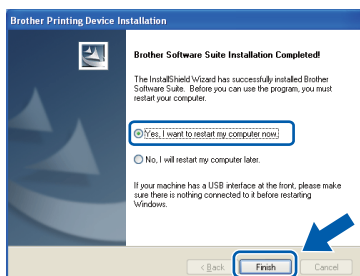 Brother Printing Device Installation
Brother Software Suite Installation Completed!
The InstallShield Wizard has successfully installed Brother
Software Suite. Before you can use the program, you must
restart your computer.
Yes, I want to restart my computer now.
No, I will restart my computer later.
If your machine has a USB interface at the front, please make
sure there is nothing connected to it before restarting
Windows.
< Back
Finish
Cancel